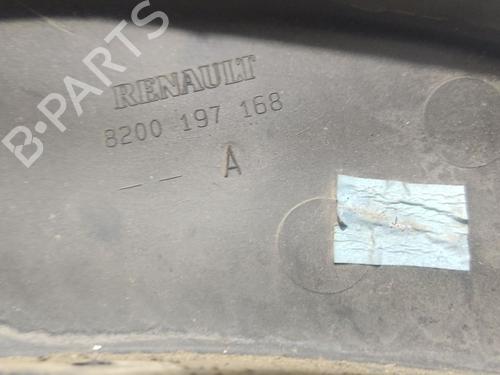 B-PARTS
RENAULT
8200 197 168
_ _ A